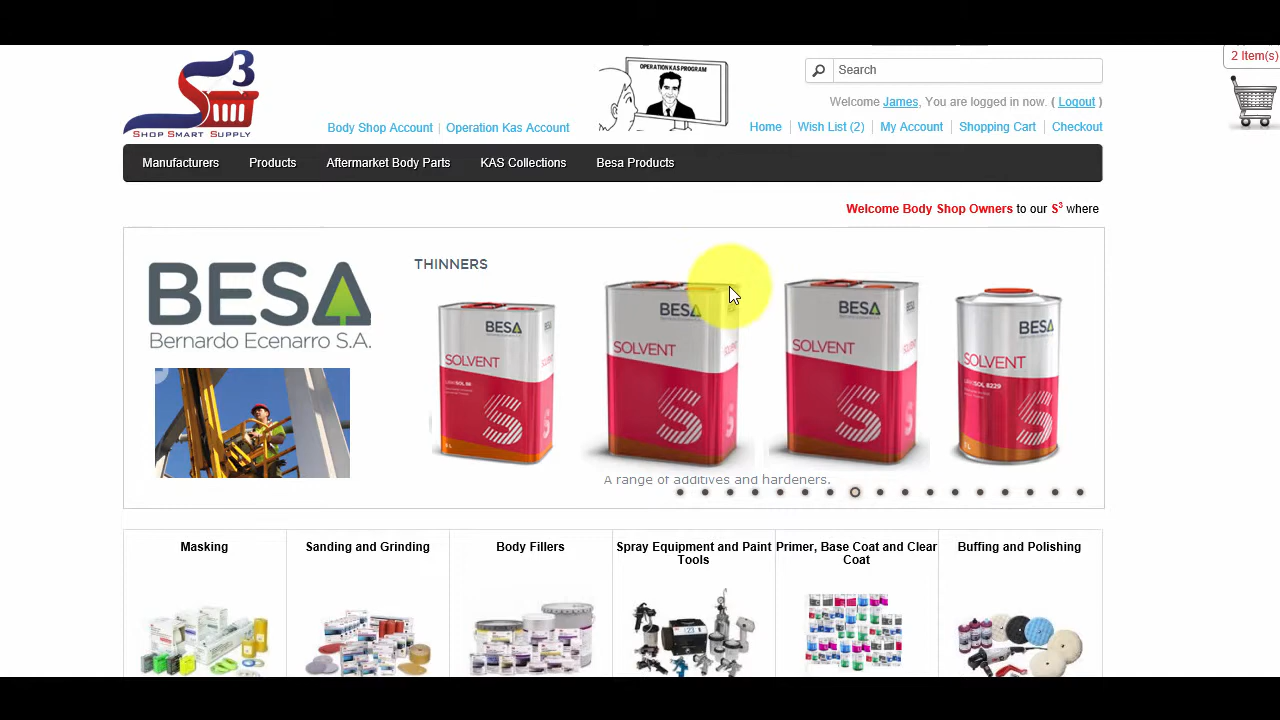 2 Item(s)
OPERATION KAS PROGRAM
Search
S3
SHOP SMART SUPPLY
Welcome James, You are logged in now. ( Logout )
Body Shop Account
Operation Kas Account
Home
Wish List (2)
My Account
Shopping Cart
Checkout
Manufacturers
Products
Aftermarket Body Parts
KAS Collections
Besa Products
Welcome Body Shop Owners to our S3 where
BESA
Bernardo Ecenarro S.A.
THINNERS
BESA
SOLVENT
S
BESA
SOLVENT
S
BESA
SOLVENT
S
BESA
SOLVENT
S
A range of additives and hardeners.
Masking
Sanding and Grinding
Body Fillers
Spray Equipment and Paint
Tools
Primer, Base Coat and Clear
Coat
Buffing and Polishing